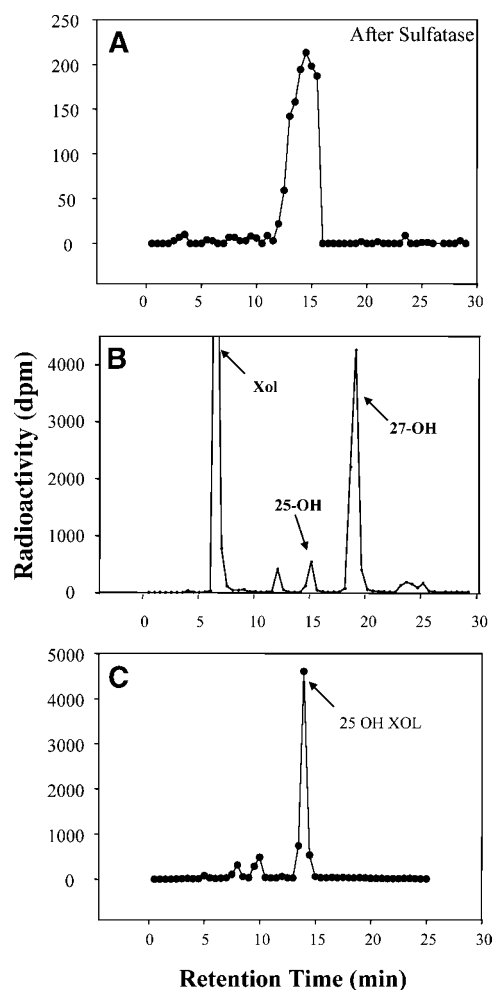 A
After Sulfatase
250
200
150
100
50
0
0 5 10 15 20 25 30
B
Xol
25-OH
27-OH
4000
3000
2000
1000
0
0 5 10 15 20 25 30
Radioactivity (dpm)
C
25 OH XOL
5000
4000
3000
2000
1000
0
0 5 10 15 20 25 30
Retention Time (min)